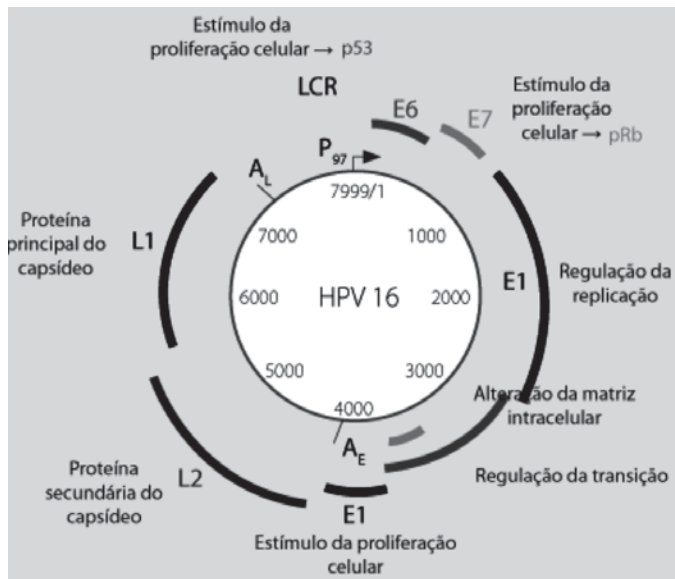 Estímulo da
proliferação celular → p53
LCR
E6
E7
Estímulo da
proliferação
celular → pRb
P97
AL
7999/1
1000
2000
3000
4000
5000
6000
7000
HPV 16
L1
Proteína
principal do
capsídeo
E1
Regulação da
replicação
Alteração da matriz
intracelular
Regulação da transição
AE
L2
Proteína
secundária do
capsídeo
E1
Estímulo da proliferação
celular